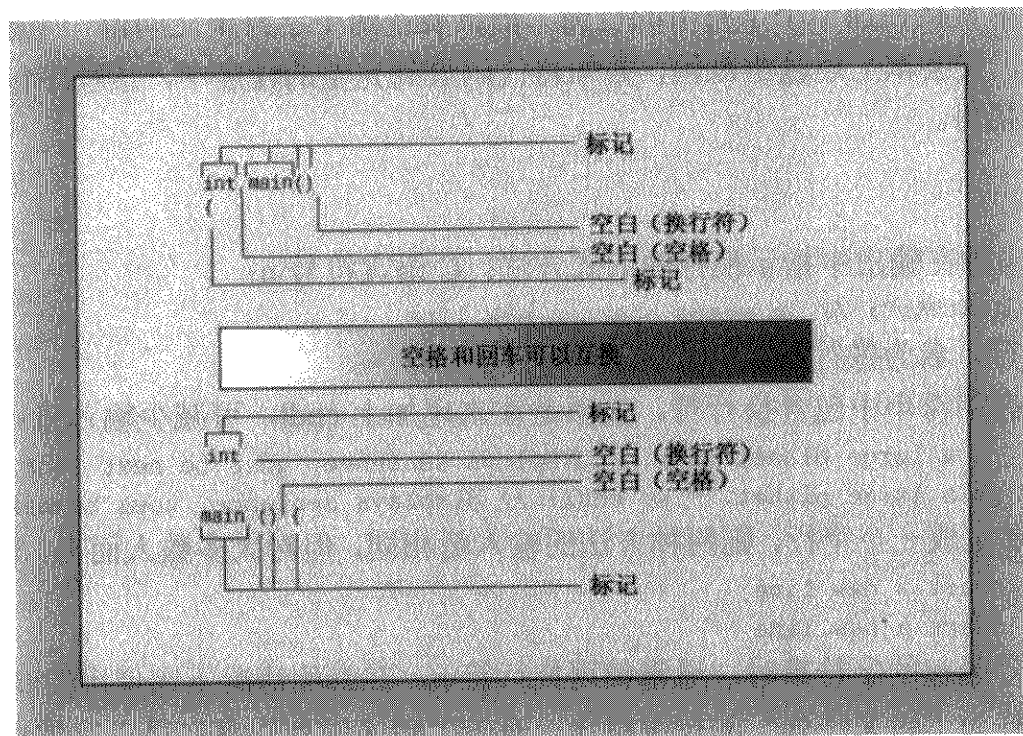 标记
int main()
{
空白（换行符）
空白（空格）
标记
空格和回车可以互换
标记
int
空白（换行符）
空白（空格）
main () {
标记